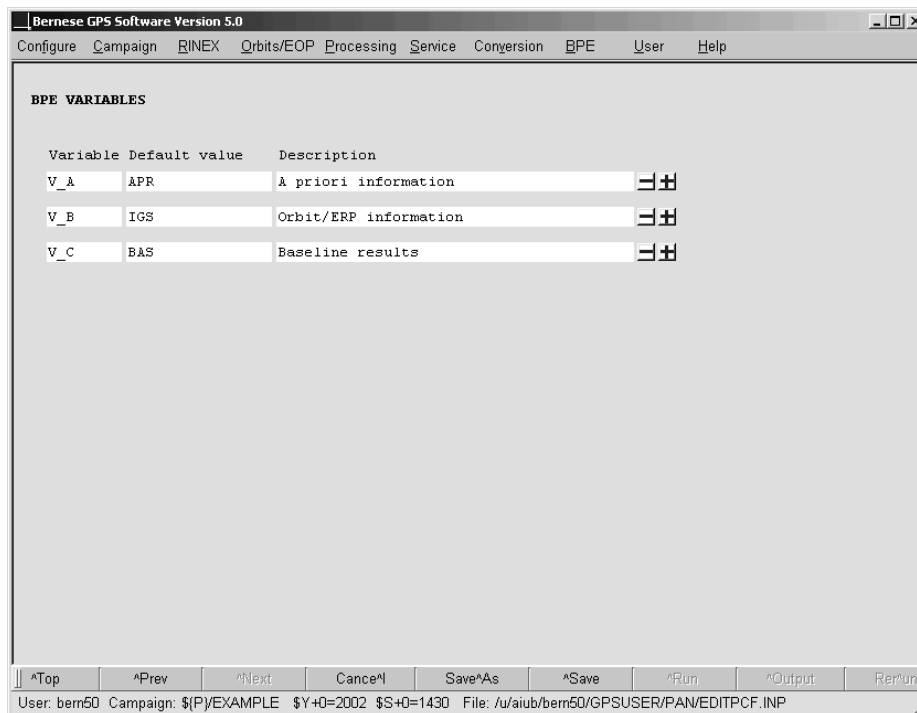 Bernese GPS Software Version 5.0
Configure Campaign RINEX Orbits/EOP Processing Service Conversion BPE User Help
BPE VARIABLES
Variable Default value Description
V_A APR A priori information
V_B IGS Orbit/ERP information
V_C BAS Baseline results
^Top ^Prev ^Next Cance^l Save^As ^Save ^Run ^Output Rer^un
User: bern50 Campaign: ${P}/EXAMPLE $Y+0=2002 $S+0=1430 File: /u/aiub/bern50/GPSUSER/PAN/EDITPCF.INP